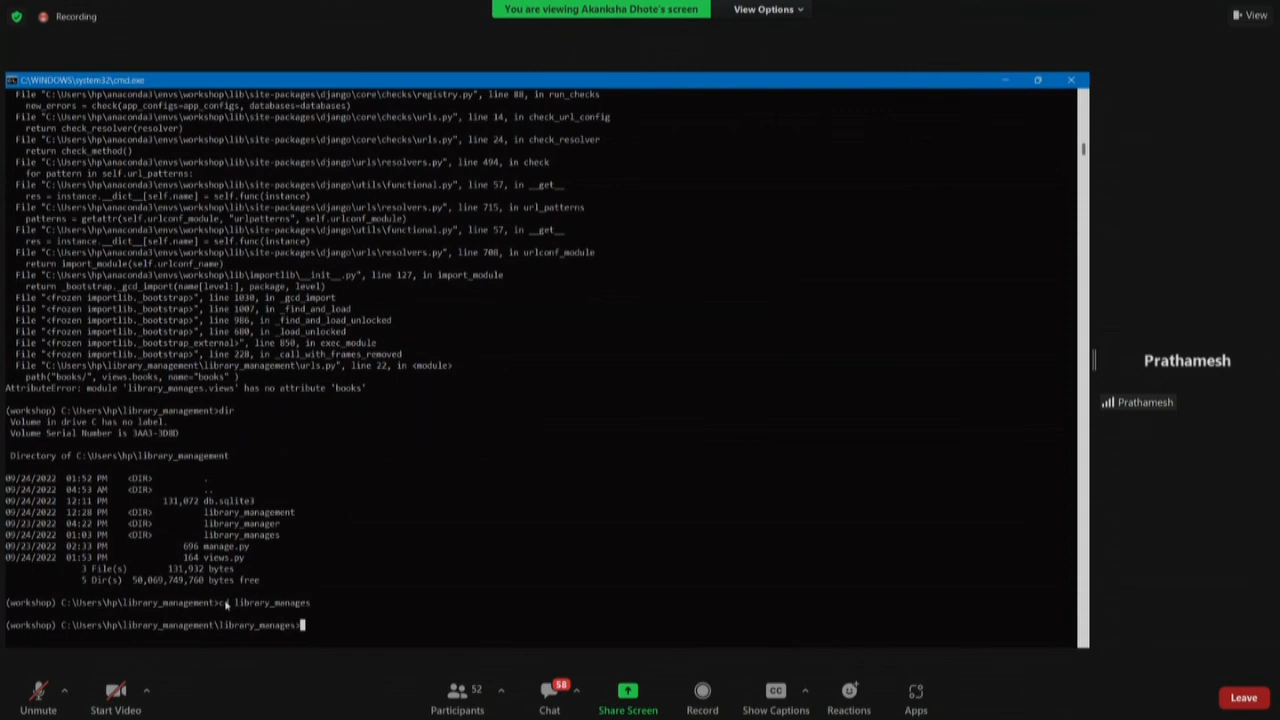 Recording
You are viewing Akanksha Dhote's screen
View Options
View
C:\WINDOWS\system32\cmd.exe
File "C:\Users\hp\anaconda3\envs\workshop\lib\site-packages\django\core\checks\registry.py", line 88, in run_checks
new_errors = check(app_configs=app_configs, databases=databases)
File "C:\Users\hp\anaconda3\envs\workshop\lib\site-packages\django\core\checks\urls.py", line 14, in check_url_config
return check_resolver(resolver)
File "C:\Users\hp\anaconda3\envs\workshop\lib\site-packages\django\core\checks\urls.py", line 24, in check_resolver
return check_method()
File "C:\Users\hp\anaconda3\envs\workshop\lib\site-packages\django\urls\resolvers.py", line 494, in check
for pattern in self.url_patterns:
File "C:\Users\hp\anaconda3\envs\workshop\lib\site-packages\django\utils\functional.py", line 57, in __get__
res = instance.__dict__[self.name] = self.func(instance)
File "C:\Users\hp\anaconda3\envs\workshop\lib\site-packages\django\urls\resolvers.py", line 715, in url_patterns
patterns = getattr(self.urlconf_module, "urlpatterns", self.urlconf_module)
File "C:\Users\hp\anaconda3\envs\workshop\lib\site-packages\django\utils\functional.py", line 57, in __get__
res = instance.__dict__[self.name] = self.func(instance)
File "C:\Users\hp\anaconda3\envs\workshop\lib\site-packages\django\urls\resolvers.py", line 708, in urlconf_module
return import_module(self.urlconf_name)
File "C:\Users\hp\anaconda3\envs\workshop\lib\importlib\__init__.py", line 127, in import_module
return _bootstrap._gcd_import(name[level:], package, level)
File "<frozen importlib._bootstrap>", line 1030, in _gcd_import
File "<frozen importlib._bootstrap>", line 1007, in _find_and_load
File "<frozen importlib._bootstrap>", line 986, in _find_and_load_unlocked
File "<frozen importlib._bootstrap>", line 680, in _load_unlocked
File "<frozen importlib._bootstrap_external>", line 850, in exec_module
File "<frozen importlib._bootstrap>", line 228, in _call_with_frames_removed
File "C:\Users\hp\library_management\library_management\urls.py", line 22, in <module>
path("books/", views.books, name="books" )
AttributeError: module 'library_manages.views' has no attribute 'books'
(workshop) C:\Users\hp\library_management>dir
Volume in drive C has no label.
Volume Serial Number is 3AA3-3D8D
Directory of C:\Users\hp\library_management
09/24/2022 01:52 PM <DIR> .
09/24/2022 04:53 AM <DIR> ..
09/24/2022 12:11 PM 131,072 db.sqlite3
09/24/2022 12:28 PM <DIR> library_management
09/23/2022 04:22 PM <DIR> library_manager
09/24/2022 01:03 PM <DIR> library_manages
09/23/2022 02:33 PM 696 manage.py
09/24/2022 01:53 PM 164 views.py
3 File(s) 131,932 bytes
5 Dir(s) 50,069,749,760 bytes free
(workshop) C:\Users\hp\library_management>cd library_manages
(workshop) C:\Users\hp\library_management\library_manages>
Prathamesh
Prathamesh
Unmute
Start Video
52
Participants
58
Chat
Share Screen
Record
CC
Show Captions
Reactions
Apps
Leave